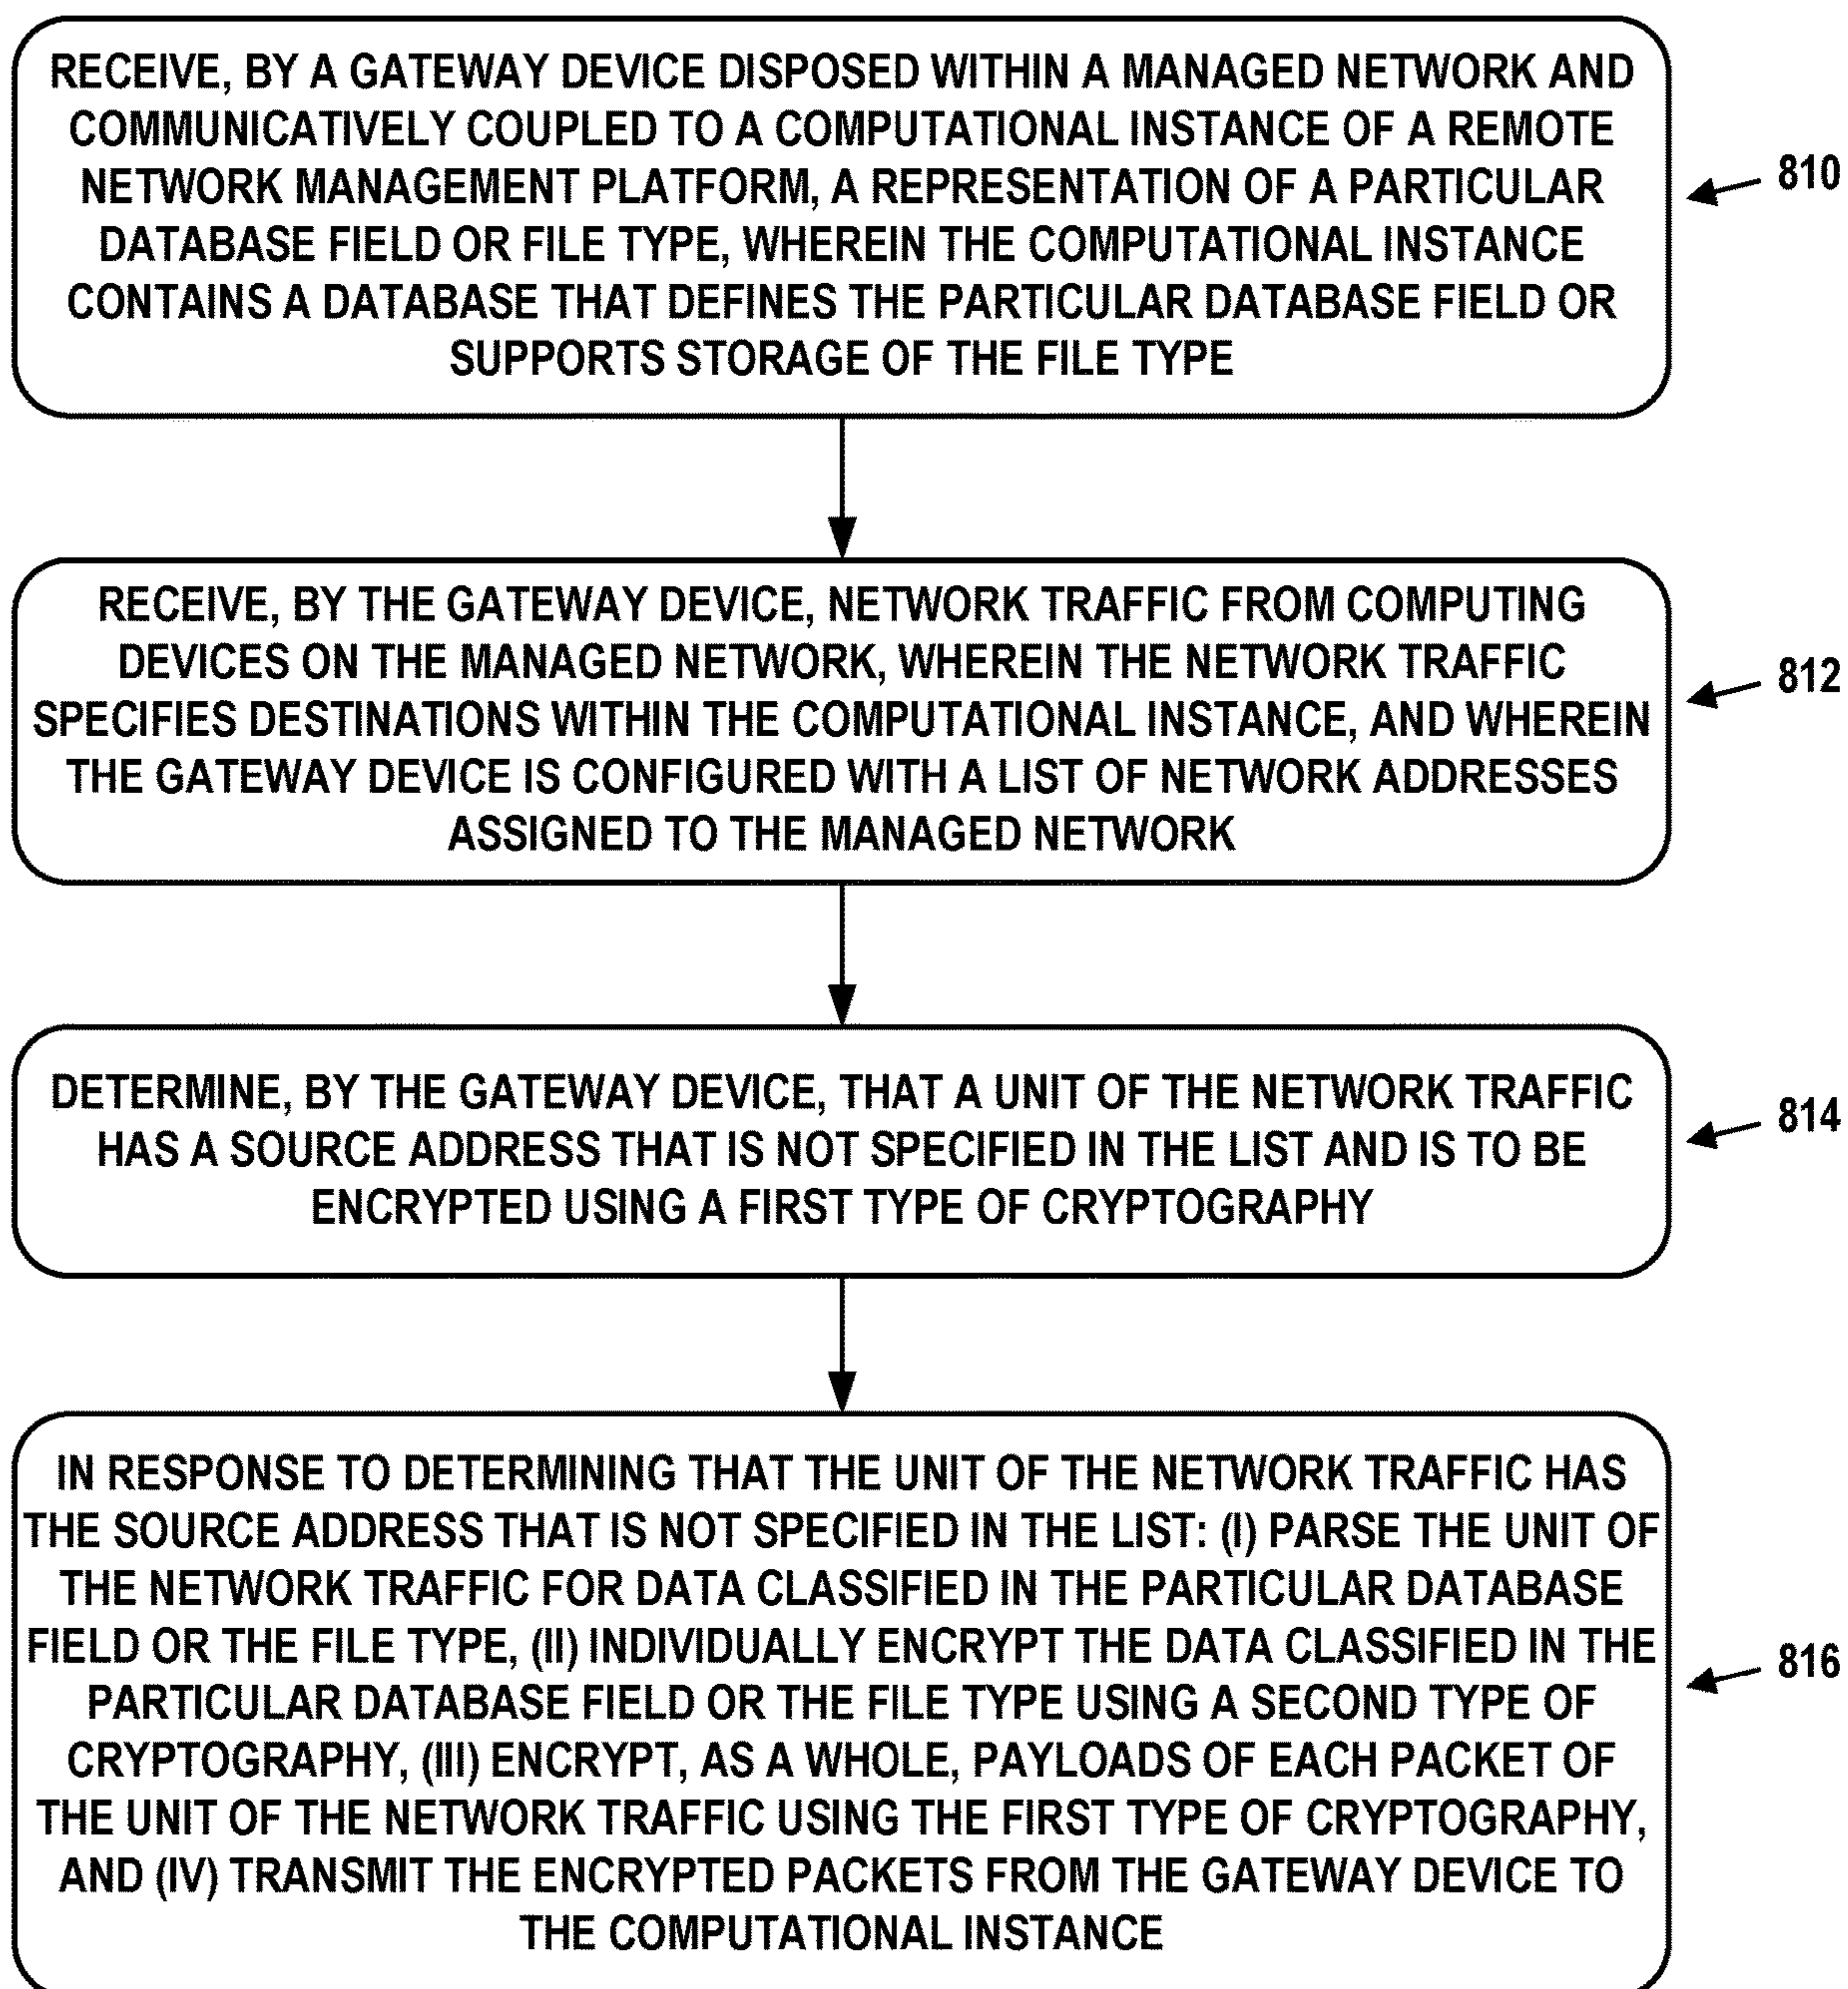 RECEIVE, BY A GATEWAY DEVICE DISPOSED WITHIN A MANAGED NETWORK AND
COMMUNICATIVELY COUPLED TO A COMPUTATIONAL INSTANCE OF A REMOTE
NETWORK MANAGEMENT PLATFORM, A REPRESENTATION OF A PARTICULAR
DATABASE FIELD OR FILE TYPE, WHEREIN THE COMPUTATIONAL INSTANCE
CONTAINS A DATABASE THAT DEFINES THE PARTICULAR DATABASE FIELD OR
SUPPORTS STORAGE OF THE FILE TYPE
810
RECEIVE, BY THE GATEWAY DEVICE, NETWORK TRAFFIC FROM COMPUTING
DEVICES ON THE MANAGED NETWORK, WHEREIN THE NETWORK TRAFFIC
SPECIFIES DESTINATIONS WITHIN THE COMPUTATIONAL INSTANCE, AND WHEREIN
THE GATEWAY DEVICE IS CONFIGURED WITH A LIST OF NETWORK ADDRESSES
ASSIGNED TO THE MANAGED NETWORK
812
DETERMINE, BY THE GATEWAY DEVICE, THAT A UNIT OF THE NETWORK TRAFFIC
HAS A SOURCE ADDRESS THAT IS NOT SPECIFIED IN THE LIST AND IS TO BE
ENCRYPTED USING A FIRST TYPE OF CRYPTOGRAPHY
814
IN RESPONSE TO DETERMINING THAT THE UNIT OF THE NETWORK TRAFFIC HAS
THE SOURCE ADDRESS THAT IS NOT SPECIFIED IN THE LIST: (I) PARSE THE UNIT OF
THE NETWORK TRAFFIC FOR DATA CLASSIFIED IN THE PARTICULAR DATABASE
FIELD OR THE FILE TYPE, (II) INDIVIDUALLY ENCRYPT THE DATA CLASSIFIED IN THE
PARTICULAR DATABASE FIELD OR THE FILE TYPE USING A SECOND TYPE OF
CRYPTOGRAPHY, (III) ENCRYPT, AS A WHOLE, PAYLOADS OF EACH PACKET OF
THE UNIT OF THE NETWORK TRAFFIC USING THE FIRST TYPE OF CRYPTOGRAPHY,
AND (IV) TRANSMIT THE ENCRYPTED PACKETS FROM THE GATEWAY DEVICE TO
THE COMPUTATIONAL INSTANCE
816